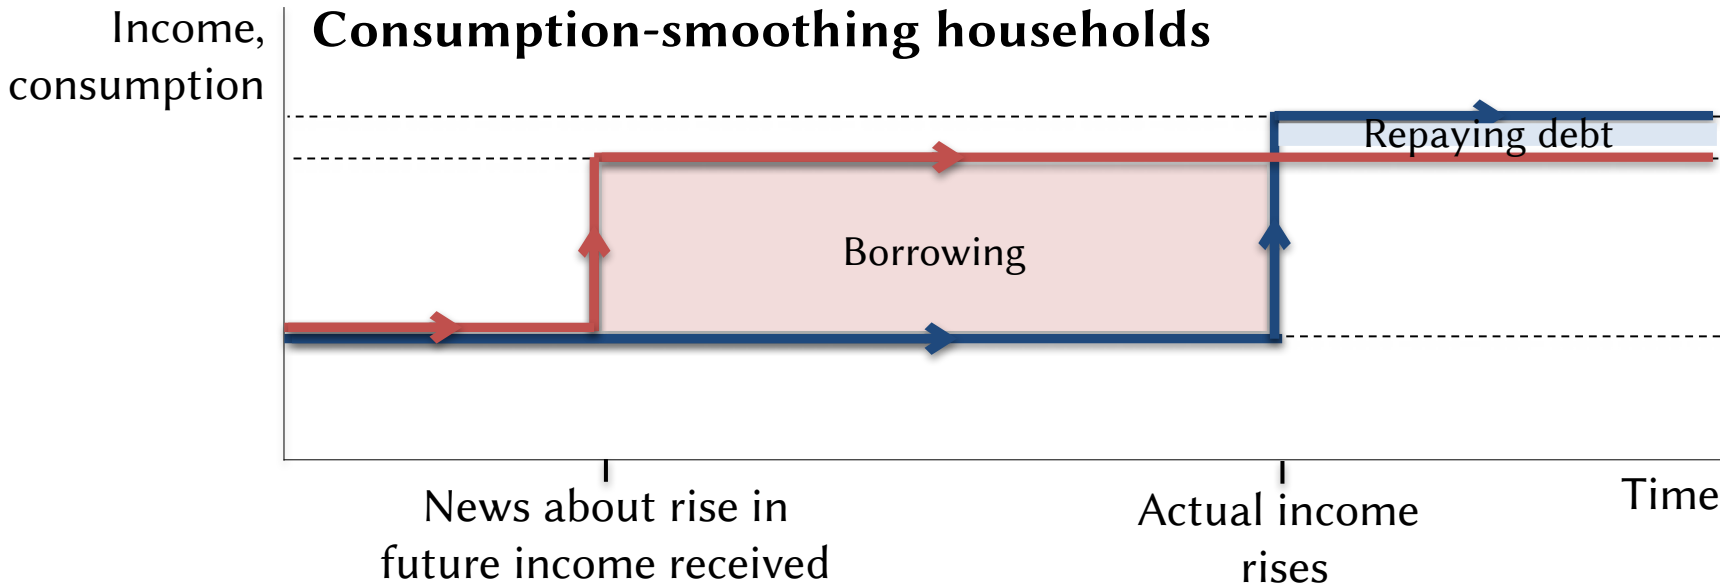 Income,
consumption
Consumption-smoothing households
Repaying debt
Borrowing
News about rise in
future income received
Actual income
rises
Time